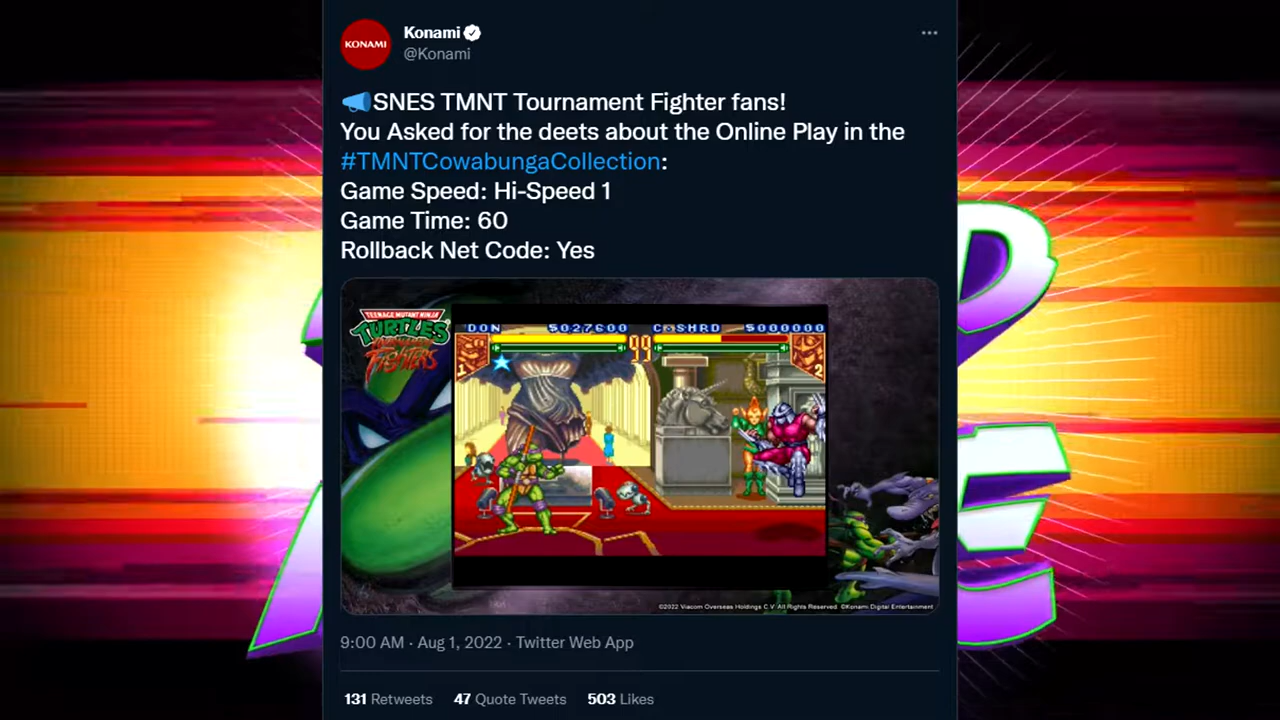 KONAMI
Konami
@Konami
SNES TMNT Tournament Fighter fans!
You Asked for the deets about the Online Play in the
#TMNTCowabungaCollection:
Game Speed: Hi-Speed 1
Game Time: 60
Rollback Net Code: Yes
TEENAGE MUTANT NINJA
TURTLES
TOURNAMENT
FIGHTERS
DON 5027600 C@SHRD 5000000
99
1 2
©2022 Viacom Overseas Holdings C.V. All Rights Reserved. ©Konami Digital Entertainment
9:00 AM · Aug 1, 2022 · Twitter Web App
131 Retweets 47 Quote Tweets 503 Likes